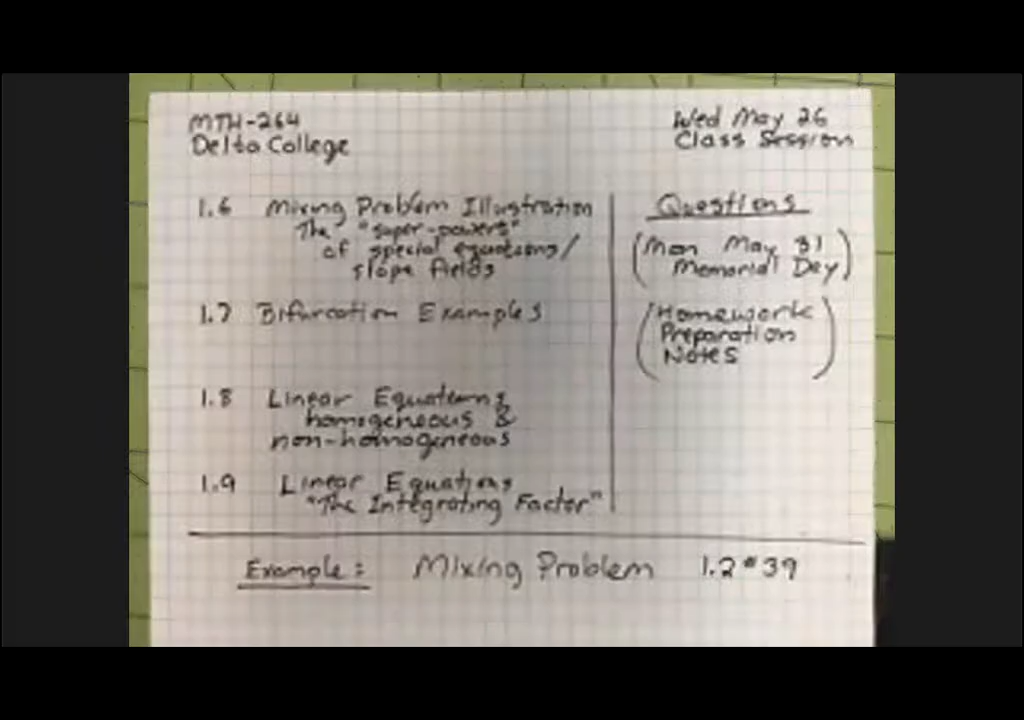 MTH-264
Delta College
Wed May 26
Class Session
1.6 Mixing Problem Illustration
The "super-powers"
of special equations/
slope fields
1.7 Bifurcation Examples
1.8 Linear Equations
homogeneous &
non-homogeneous
1.9 Linear Equations
"The Integrating Factor"
Questions
(Mon May 31
Memorial Day)
(Homework
Preparation
Notes)
Example: Mixing Problem 1.2 # 39